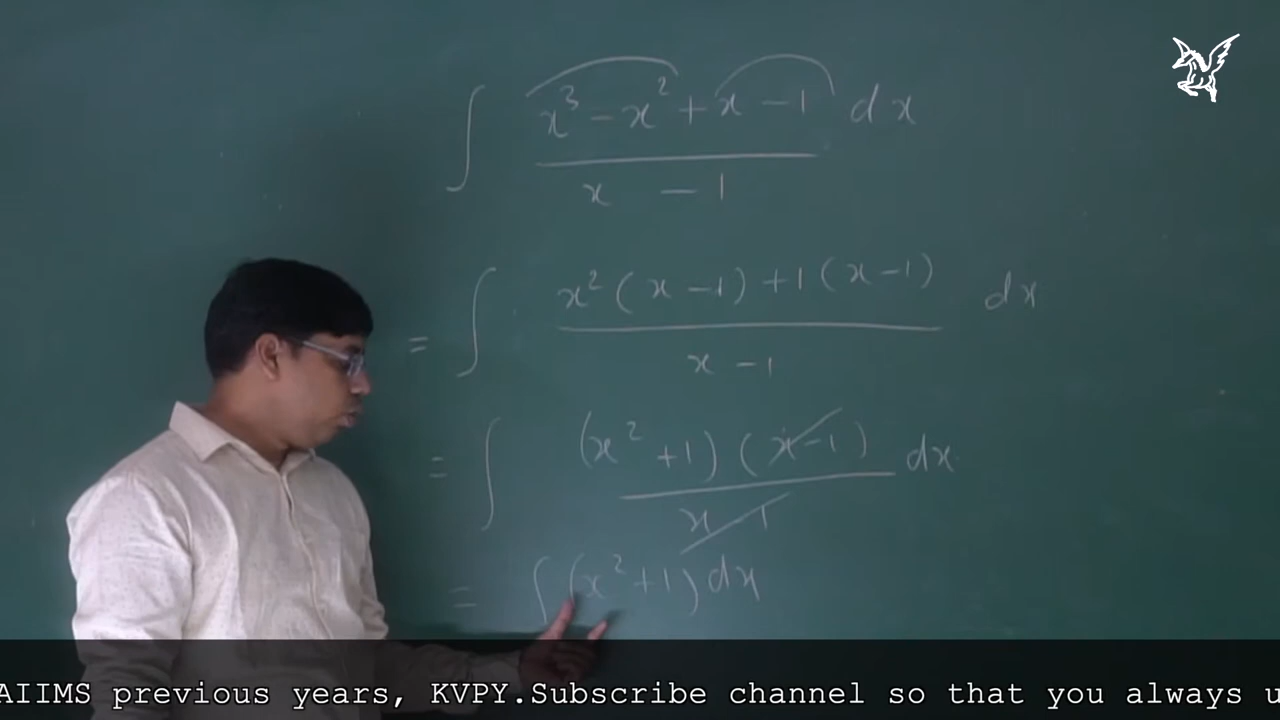 ∫ x³ - x² + x - 1 dx
x - 1
= ∫ x² (x - 1) + 1 (x - 1) dx
x - 1
= ∫ (x² + 1) (x - 1) dx
x - 1
= ∫ (x² + 1) dx
AIIMS previous years, KVPY.Subscribe channel so that you always u